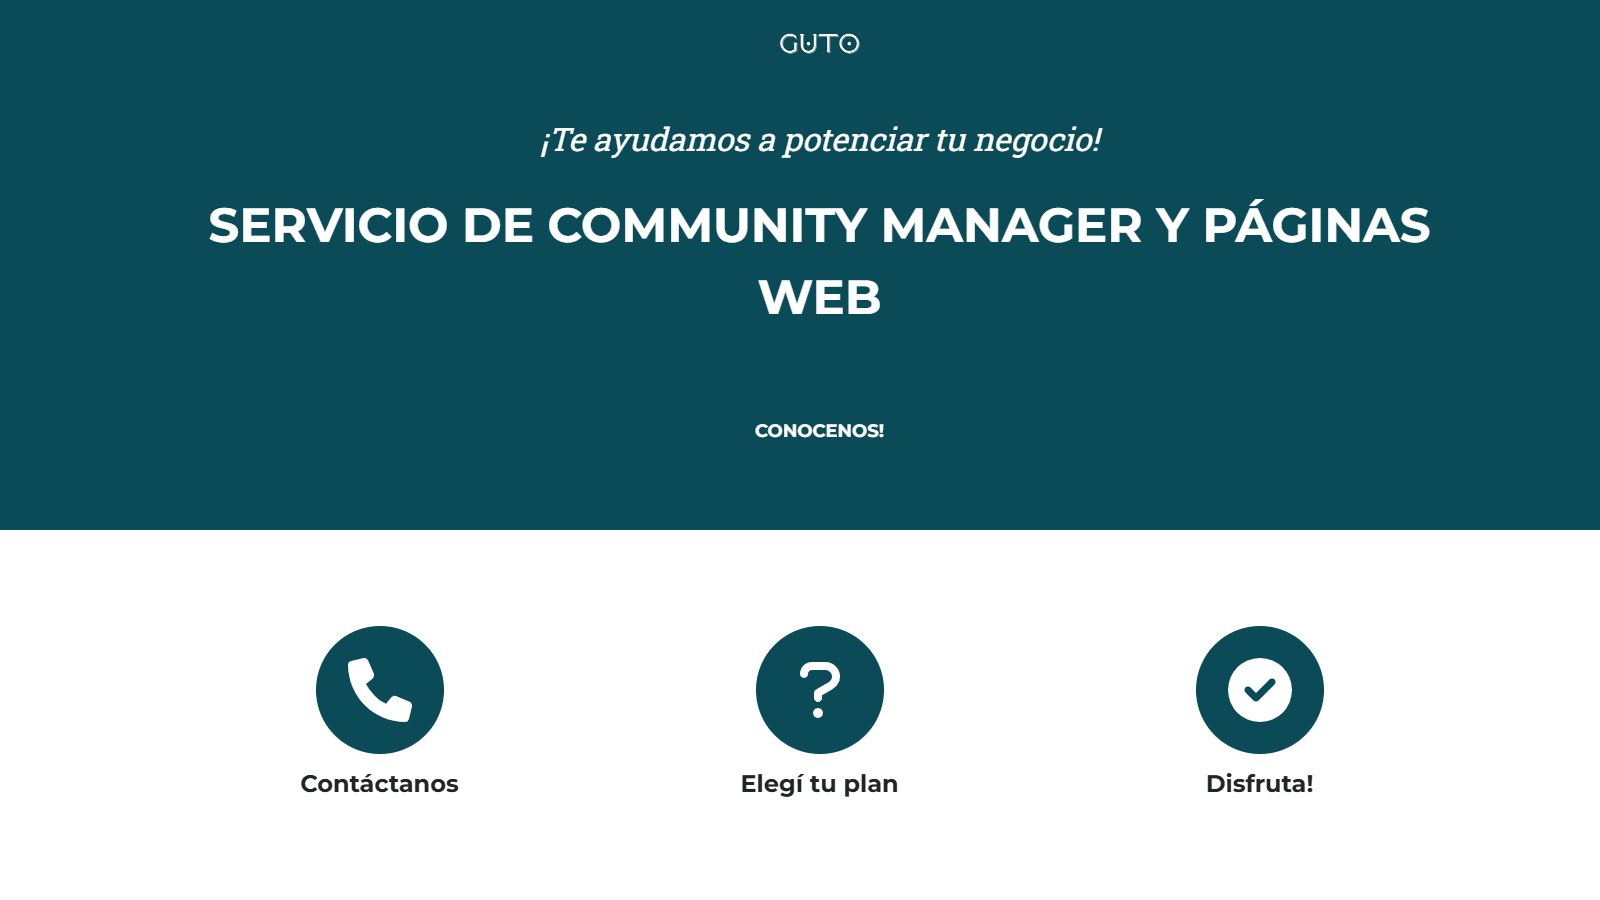 GUTO
¡Te ayudamos a potenciar tu negocio!
SERVICIO DE COMMUNITY MANAGER Y PÁGINAS
WEB
CONOCENOS!
Contáctanos
Elegí tu plan
Disfruta!